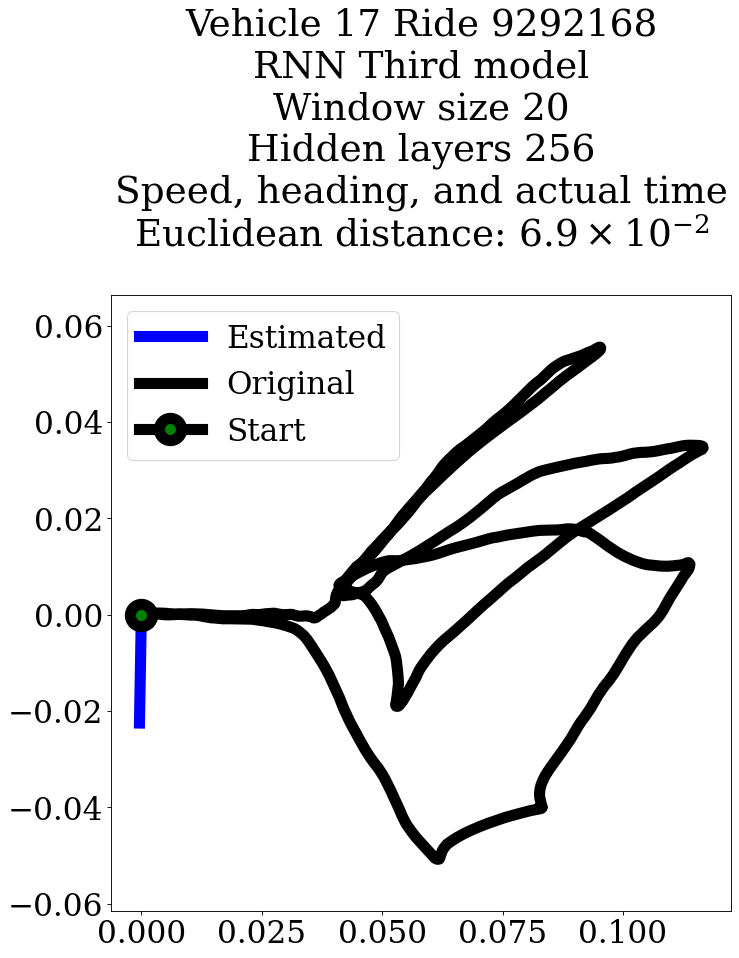 Vehicle 17 Ride 9292168
RNN Third model
Window size 20
Hidden layers 256
Speed, heading, and actual time
Euclidean distance: 6.9 × 10⁻²
Estimated
Original
Start
0.06
0.04
0.02
0.00
−0.02
−0.04
−0.06
0.000 0.025 0.050 0.075 0.100